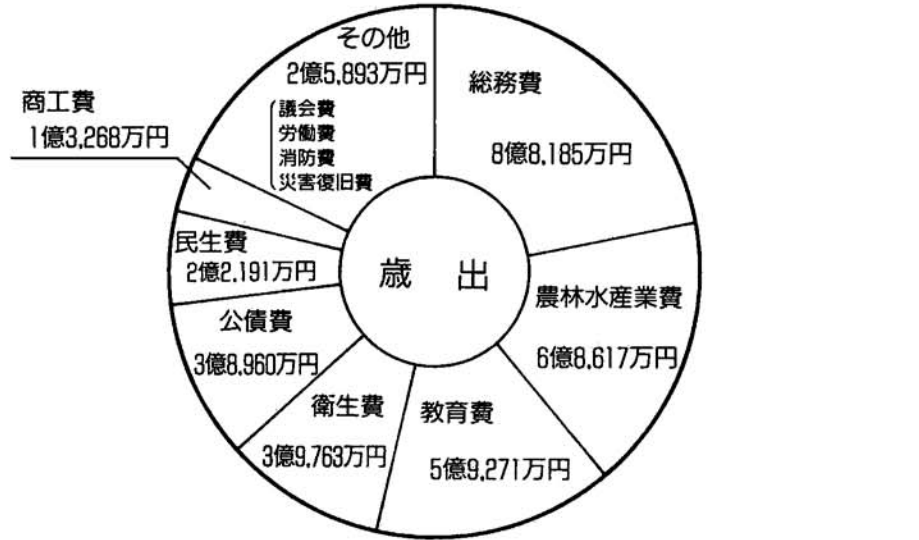 歳 出
総務費
8億8,185万円
農林水産業費
6億8,617万円
教育費
5億9,271万円
衛生費
3億9,763万円
公債費
3億8,960万円
民生費
2億2,191万円
商工費
1億3,268万円
その他
2億5,893万円
議会費
労働費
消防費
災害復旧費